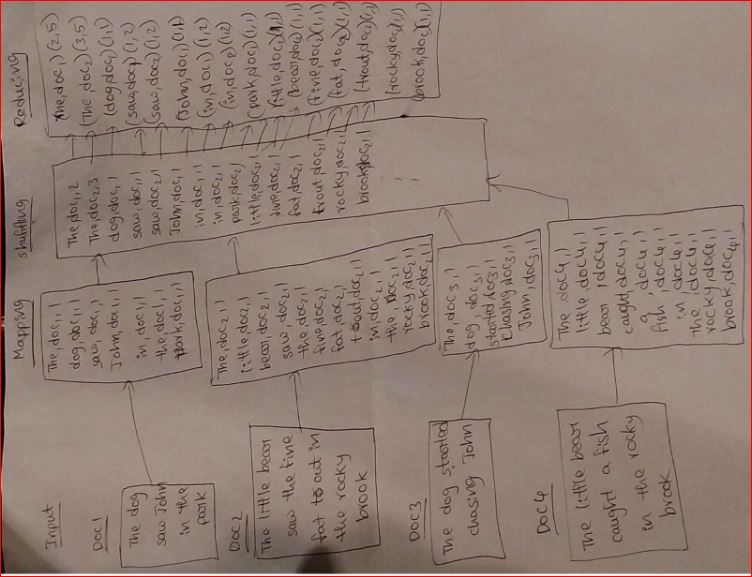 Input
Doc1
The dog
saw John
in the
park
Doc2
The little bear
saw the fine
fat trout in
the rocky
brook
Doc3
The dog started
chasing John
Doc4
The little bear
caught a fish
in the rocky
brook
Mapping
The,doc1,1
dog,doc1,1
saw,doc1,1
John,doc1,1
in,doc1,1
the,doc1,1
park,doc1,1
The,doc2,1
little,doc2,1
bear,doc2,1
saw,doc2,1
the,doc2,1
fine,doc2,1
fat,doc2,1
trout,doc2,1
in,doc2,1
the,doc2,1
rocky,doc2,1
brook,doc2,1
The,doc3,1
dog,doc3,1
started,doc3,1
chasing,doc3,1
John,doc3,1
The,doc4,1
little,doc4,1
bear,doc4,1
caught,doc4,1
a,doc4,1
fish,doc4,1
in,doc4,1
the,doc4,1
rocky,doc4,1
brook,doc4,1
Shuffling
The,doc1,2
The,doc2,3
dog,doc1,1
saw,doc1,1
saw,doc2,1
John,doc1,1
in,doc1,1
in,doc2,1
park,doc2,1
little,doc2,1
fine,doc2,1
fat,doc2,1
trout,doc2,1
rocky,doc2,1
brook,doc2,1
Reducing
(The,doc1)(2,5)
(The,doc2)(3,5)
(dog,doc1)(1,1)
(saw,doc1)(1,2)
(saw,doc2)(1,2)
(John,doc1)(1,1)
(in,doc1)(1,2)
(in,doc2)(1,2)
(park,doc2)(1,1)
(little,doc2)(1,1)
(bear,doc2)(1,1)
(fine,doc2)(1,1)
(fat,doc2)(1,1)
(trout,doc2)(1,1)
(rocky,doc2)(1,1)
(brook,doc2)(1,1)